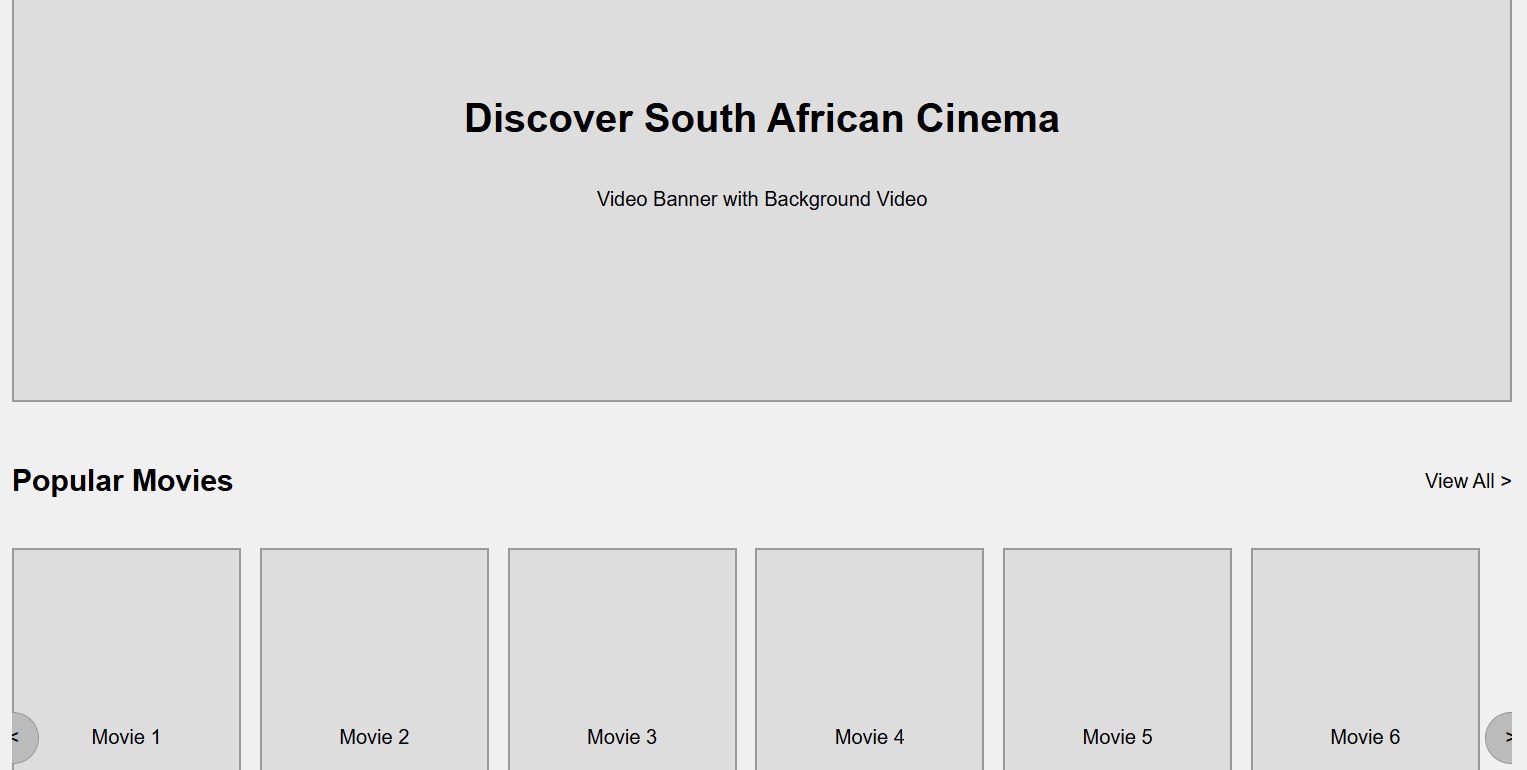 Discover South African Cinema
Video Banner with Background Video
Popular Movies
View All >
< Movie 1 Movie 2 Movie 3 Movie 4 Movie 5 Movie 6 >